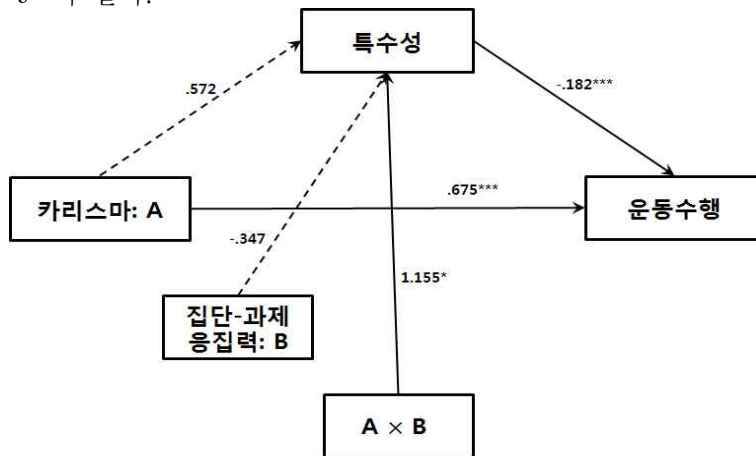 특수성
.572
-.182***
카리스마: A
.675***
운동수행
-.347
1.155*
집단-과제
응집력: B
A × B